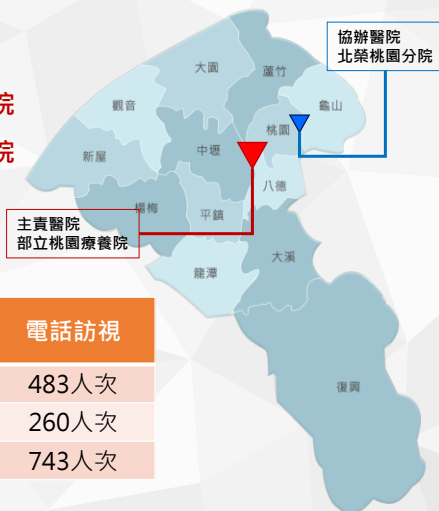 協辦醫院
北榮桃園分院
大園
蘆竹
龜山
院
觀音
桃園
院
中壢
新屋
八德
楊梅
平鎮
主責醫院
部立桃園療養院
大溪
龍潭
電話訪視
483人次
復興
260人次
743人次